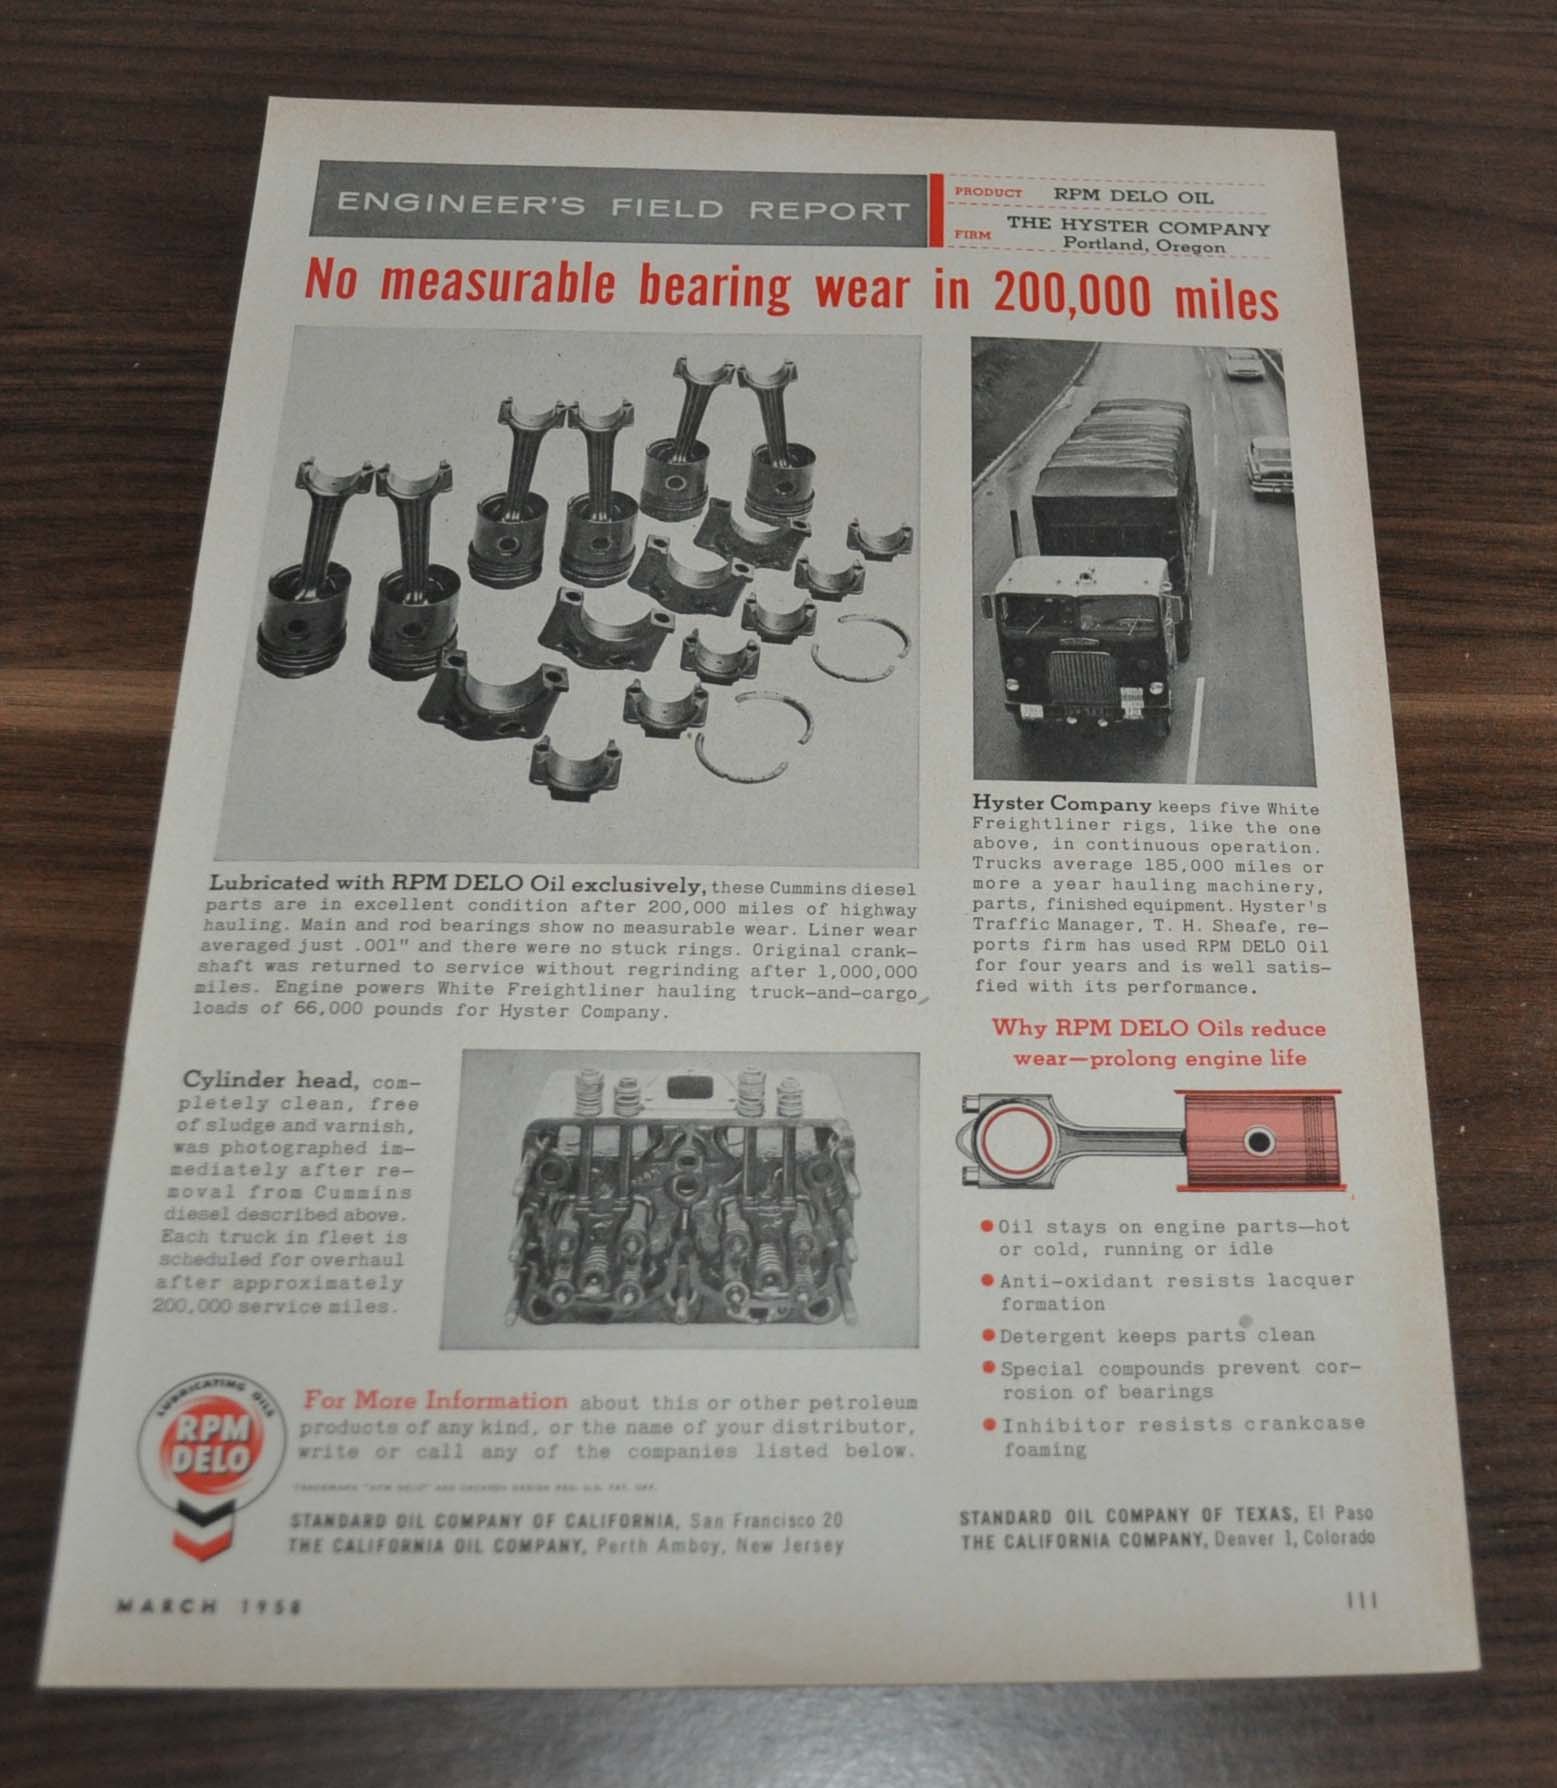 ENGINEER'S FIELD REPORT
PRODUCT RPM DELO OIL
FIRM THE HYSTER COMPANY
Portland, Oregon
No measurable bearing wear in 200,000 miles
Lubricated with RPM DELO Oil exclusively, these Cummins diesel
parts are in excellent condition after 200,000 miles of highway
hauling. Main and rod bearings show no measurable wear. Liner wear
averaged just .001" and there were no stuck rings. Original crank-
shaft was returned to service without regrinding after 1,000,000
miles. Engine powers White Freightliner hauling truck-and-cargo
loads of 66,000 pounds for Hyster Company.
Hyster Company keeps five White
Freightliner rigs, like the one
above, in continuous operation.
Trucks average 185,000 miles or
more a year hauling machinery,
parts, finished equipment. Hyster's
Traffic Manager, T. H. Sheafe, re-
ports firm has used RPM DELO Oil
for four years and is well satis-
fied with its performance.
Cylinder head, com-
pletely clean, free
of sludge and varnish,
was photographed im-
mediately after re-
moval from Cummins
diesel described above.
Each truck in fleet is
scheduled for overhaul
after approximately
200,000 service miles.
Why RPM DELO Oils reduce
wear—prolong engine life
• Oil stays on engine parts—hot
or cold, running or idle
• Anti-oxidant resists lacquer
formation
• Detergent keeps parts clean
• Special compounds prevent cor-
rosion of bearings
• Inhibitor resists crankcase
foaming
LUBRICATING OILS
RPM
DELO
For More Information about this or other petroleum
products of any kind, or the name of your distributor,
write or call any of the companies listed below.
TRADEMARK "RPM DELO" AND CHEVRON DESIGN REG. U.S. PAT. OFF.
STANDARD OIL COMPANY OF CALIFORNIA, San Francisco 20
THE CALIFORNIA OIL COMPANY, Perth Amboy, New Jersey
STANDARD OIL COMPANY OF TEXAS, El Paso
THE CALIFORNIA COMPANY, Denver 1, Colorado
MARCH 1958
111